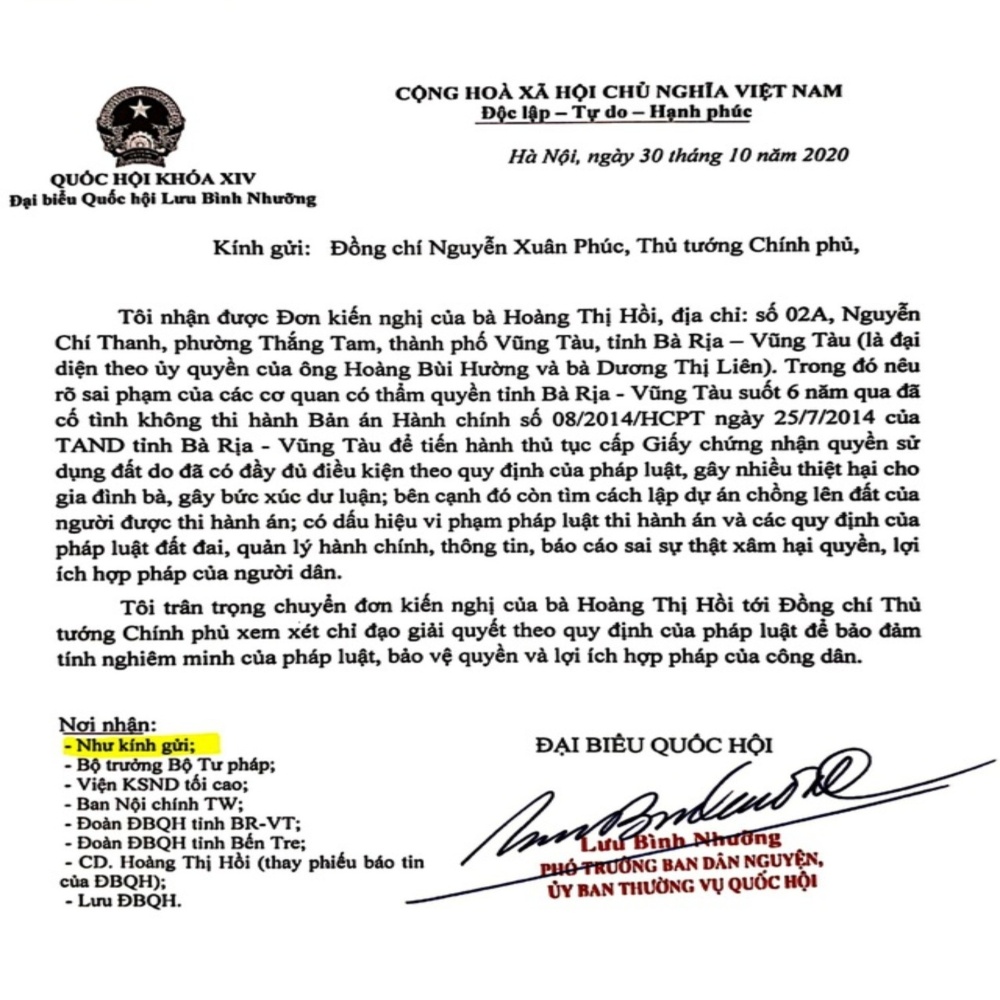 CỘNG HOÀ XÃ HỘI CHỦ NGHĨA VIỆT NAM
Độc lập – Tự do – Hạnh phúc
Hà Nội, ngày 30 tháng 10 năm 2020
QUỐC HỘI KHÓA XIV
Đại biểu Quốc hội Lưu Bình Nhưỡng
Kính gửi: Đồng chí Nguyễn Xuân Phúc, Thủ tướng Chính phủ,
Tôi nhận được Đơn kiến nghị của bà Hoàng Thị Hồi, địa chỉ: số 02A, Nguyễn
Chí Thanh, phường Thắng Tam, thành phố Vũng Tàu, tỉnh Bà Rịa – Vũng Tàu (là đại
diện theo ủy quyền của ông Hoàng Bùi Hường và bà Dương Thị Liên). Trong đó nêu
rõ sai phạm của các cơ quan có thẩm quyền tỉnh Bà Rịa - Vũng Tàu suốt 6 năm qua đã
cố tình không thi hành Bản án Hành chính số 08/2014/HCPT ngày 25/7/2014 của
TAND tỉnh Bà Rịa - Vũng Tàu để tiến hành thủ tục cấp Giấy chứng nhận quyền sử
dụng đất do đã có đầy đủ điều kiện theo quy định của pháp luật, gây nhiều thiệt hại cho
gia đình bà, gây bức xúc dư luận; bên cạnh đó còn tìm cách lập dự án chồng lên đất của
người được thi hành án; có dấu hiệu vi phạm pháp luật thi hành án và các quy định của
pháp luật đất đai, quản lý hành chính, thông tin, báo cáo sai sự thật xâm hại quyền, lợi
ích hợp pháp của người dân.
Tôi trân trọng chuyển đơn kiến nghị của bà Hoàng Thị Hồi tới Đồng chí Thủ
tướng Chính phủ xem xét chỉ đạo giải quyết theo quy định của pháp luật để bảo đảm
tính nghiêm minh của pháp luật, bảo vệ quyền và lợi ích hợp pháp của công dân.
Nơi nhận:
- Như kính gửi;
- Bộ trưởng Bộ Tư pháp;
- Viện KSND tối cao;
- Ban Nội chính TW;
- Đoàn ĐBQH tỉnh BR-VT;
- Đoàn ĐBQH tỉnh Bến Tre;
- CD. Hoàng Thị Hồi (thay phiếu báo tin
của ĐBQH);
- Lưu ĐBQH.
ĐẠI BIỂU QUỐC HỘI
Lưu Bình Nhưỡng
PHÓ TRƯỞNG BAN DÂN NGUYỆN,
ỦY BAN THƯỜNG VỤ QUỐC HỘI